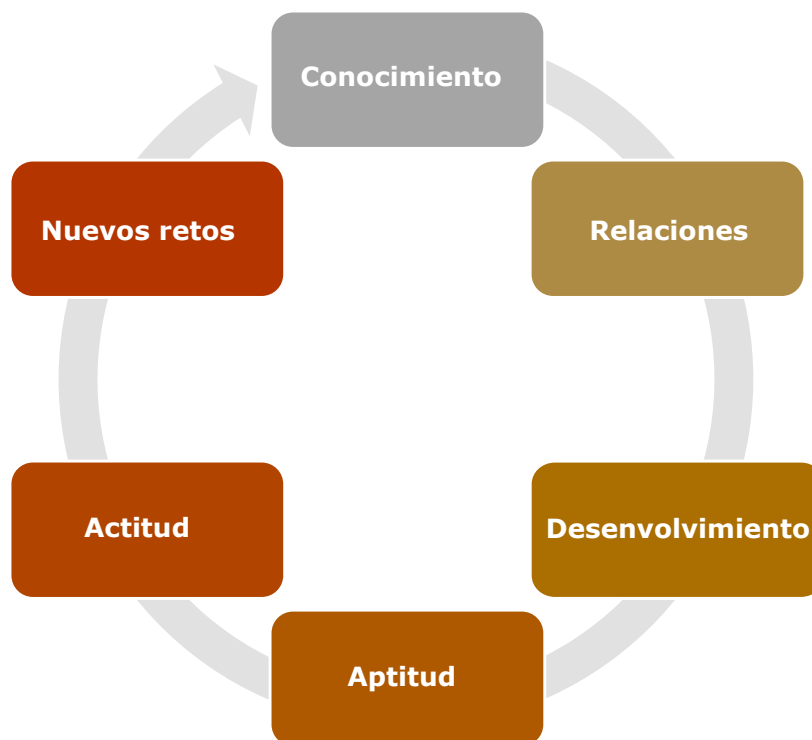 Conocimiento
Relaciones
Desenvolvimiento
Aptitud
Actitud
Nuevos retos